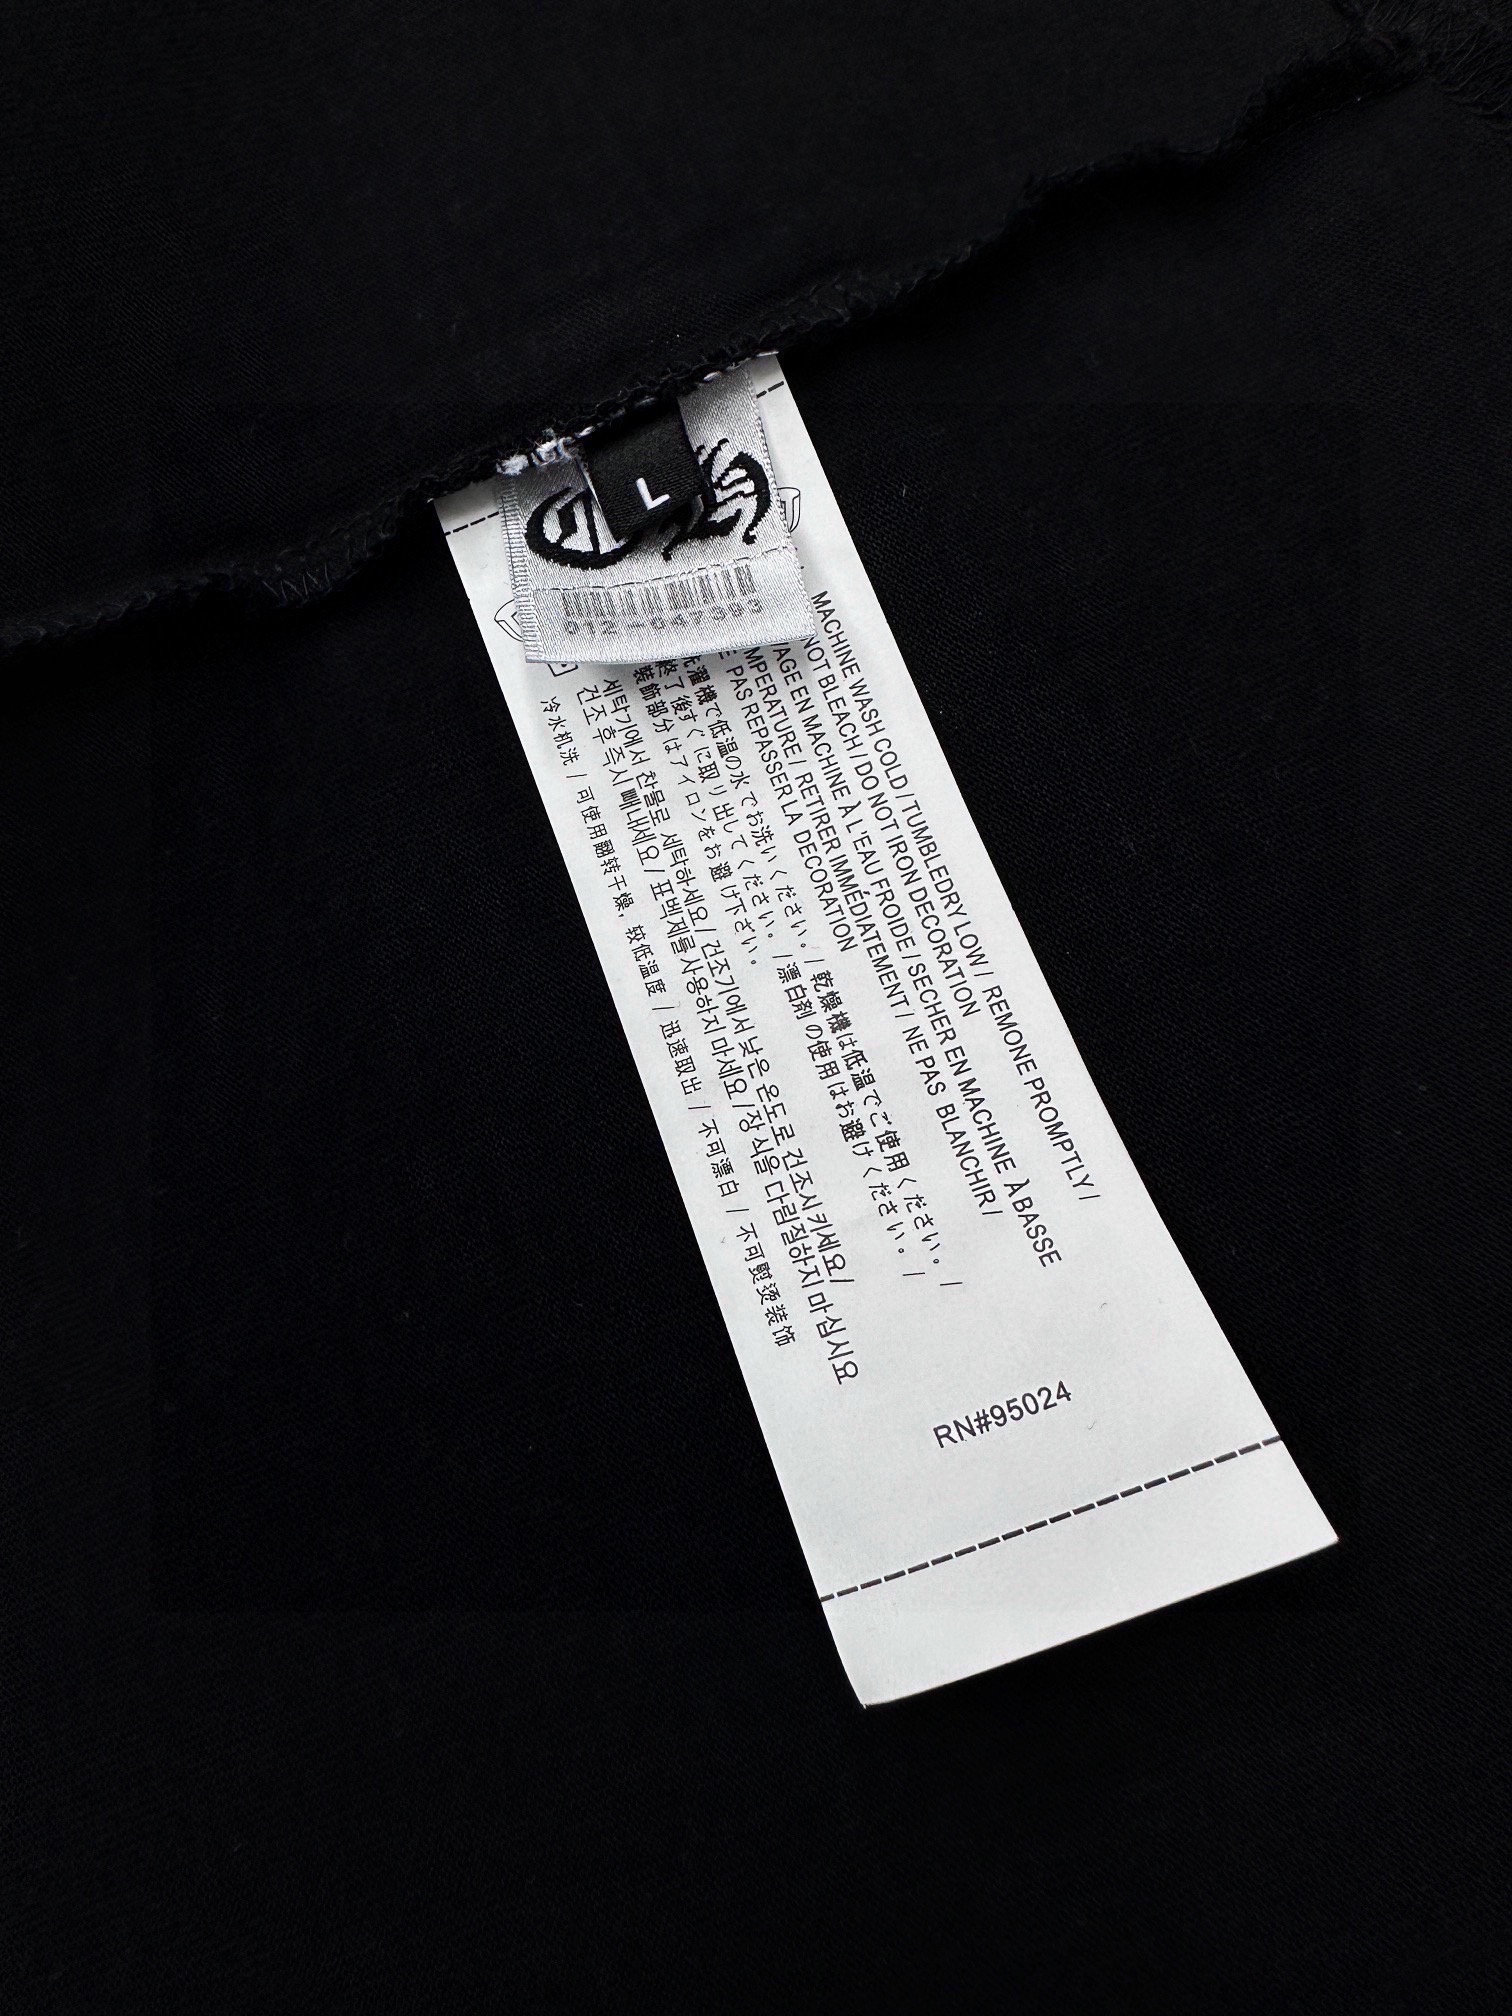 L
012-047393
MACHINE WASH COLD / TUMBLEDRY LOW / REMONE PROMPTLY /
NOT BLEACH / DO NOT IRON DECORATION
EN MACHINE À L'EAU FROIDE / SECHER EN MACHINE À BASSE
/ RETIRER IMMÉDIATEMENT / NE PAS BLANCHIR /
PAS REPASSER LA DECORATION
洗濯機で低温の水でお洗いください。/ 乾燥機は低温でご使用ください。/
終了後すぐに取り出してください。/ 漂白剤の使用はお避けください。/
装飾部分はアイロンをお避け下ざい。
세탁기에서 찬물로 세탁하세요/ 건조기에서 낮은 온도로 건조시키세요/
건조 후 즉시 빼내세요/ 표백제를 사용하지 마세요/장식을 다림질하지 마십시요
冷水机洗 / 可使用翻转干燥，较低温度 / 迅速取出 / 不可漂白 / 不可熨烫装饰
RN#95024